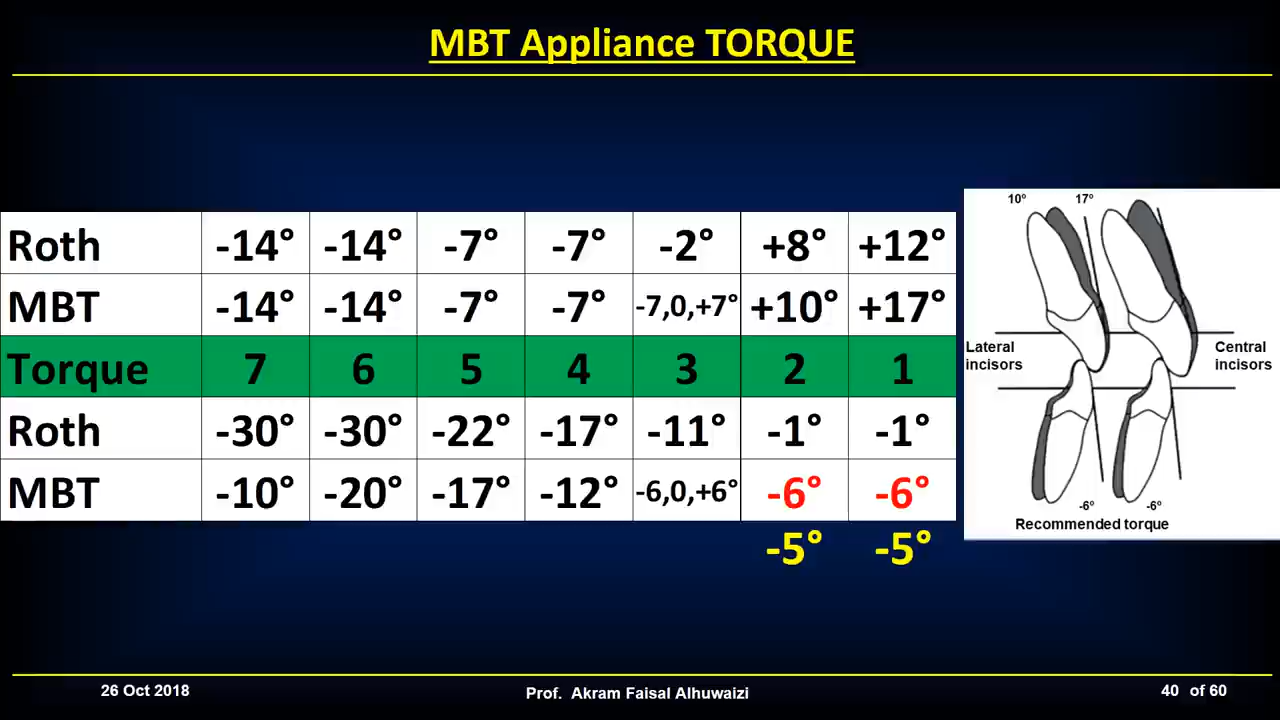 MBT Appliance TORQUE
Roth -14° -14° -7° -7° -2° +8° +12°
MBT -14° -14° -7° -7° -7,0,+7° +10° +17°
Torque 7 6 5 4 3 2 1
Roth -30° -30° -22° -17° -11° -1° -1°
MBT -10° -20° -17° -12° -6,0,+6° -6° -6°
-5° -5°
10° 17°
Lateral incisors
Central incisors
-6° -6°
Recommended torque
26 Oct 2018
Prof. Akram Faisal Alhuwaizi
40 of 60